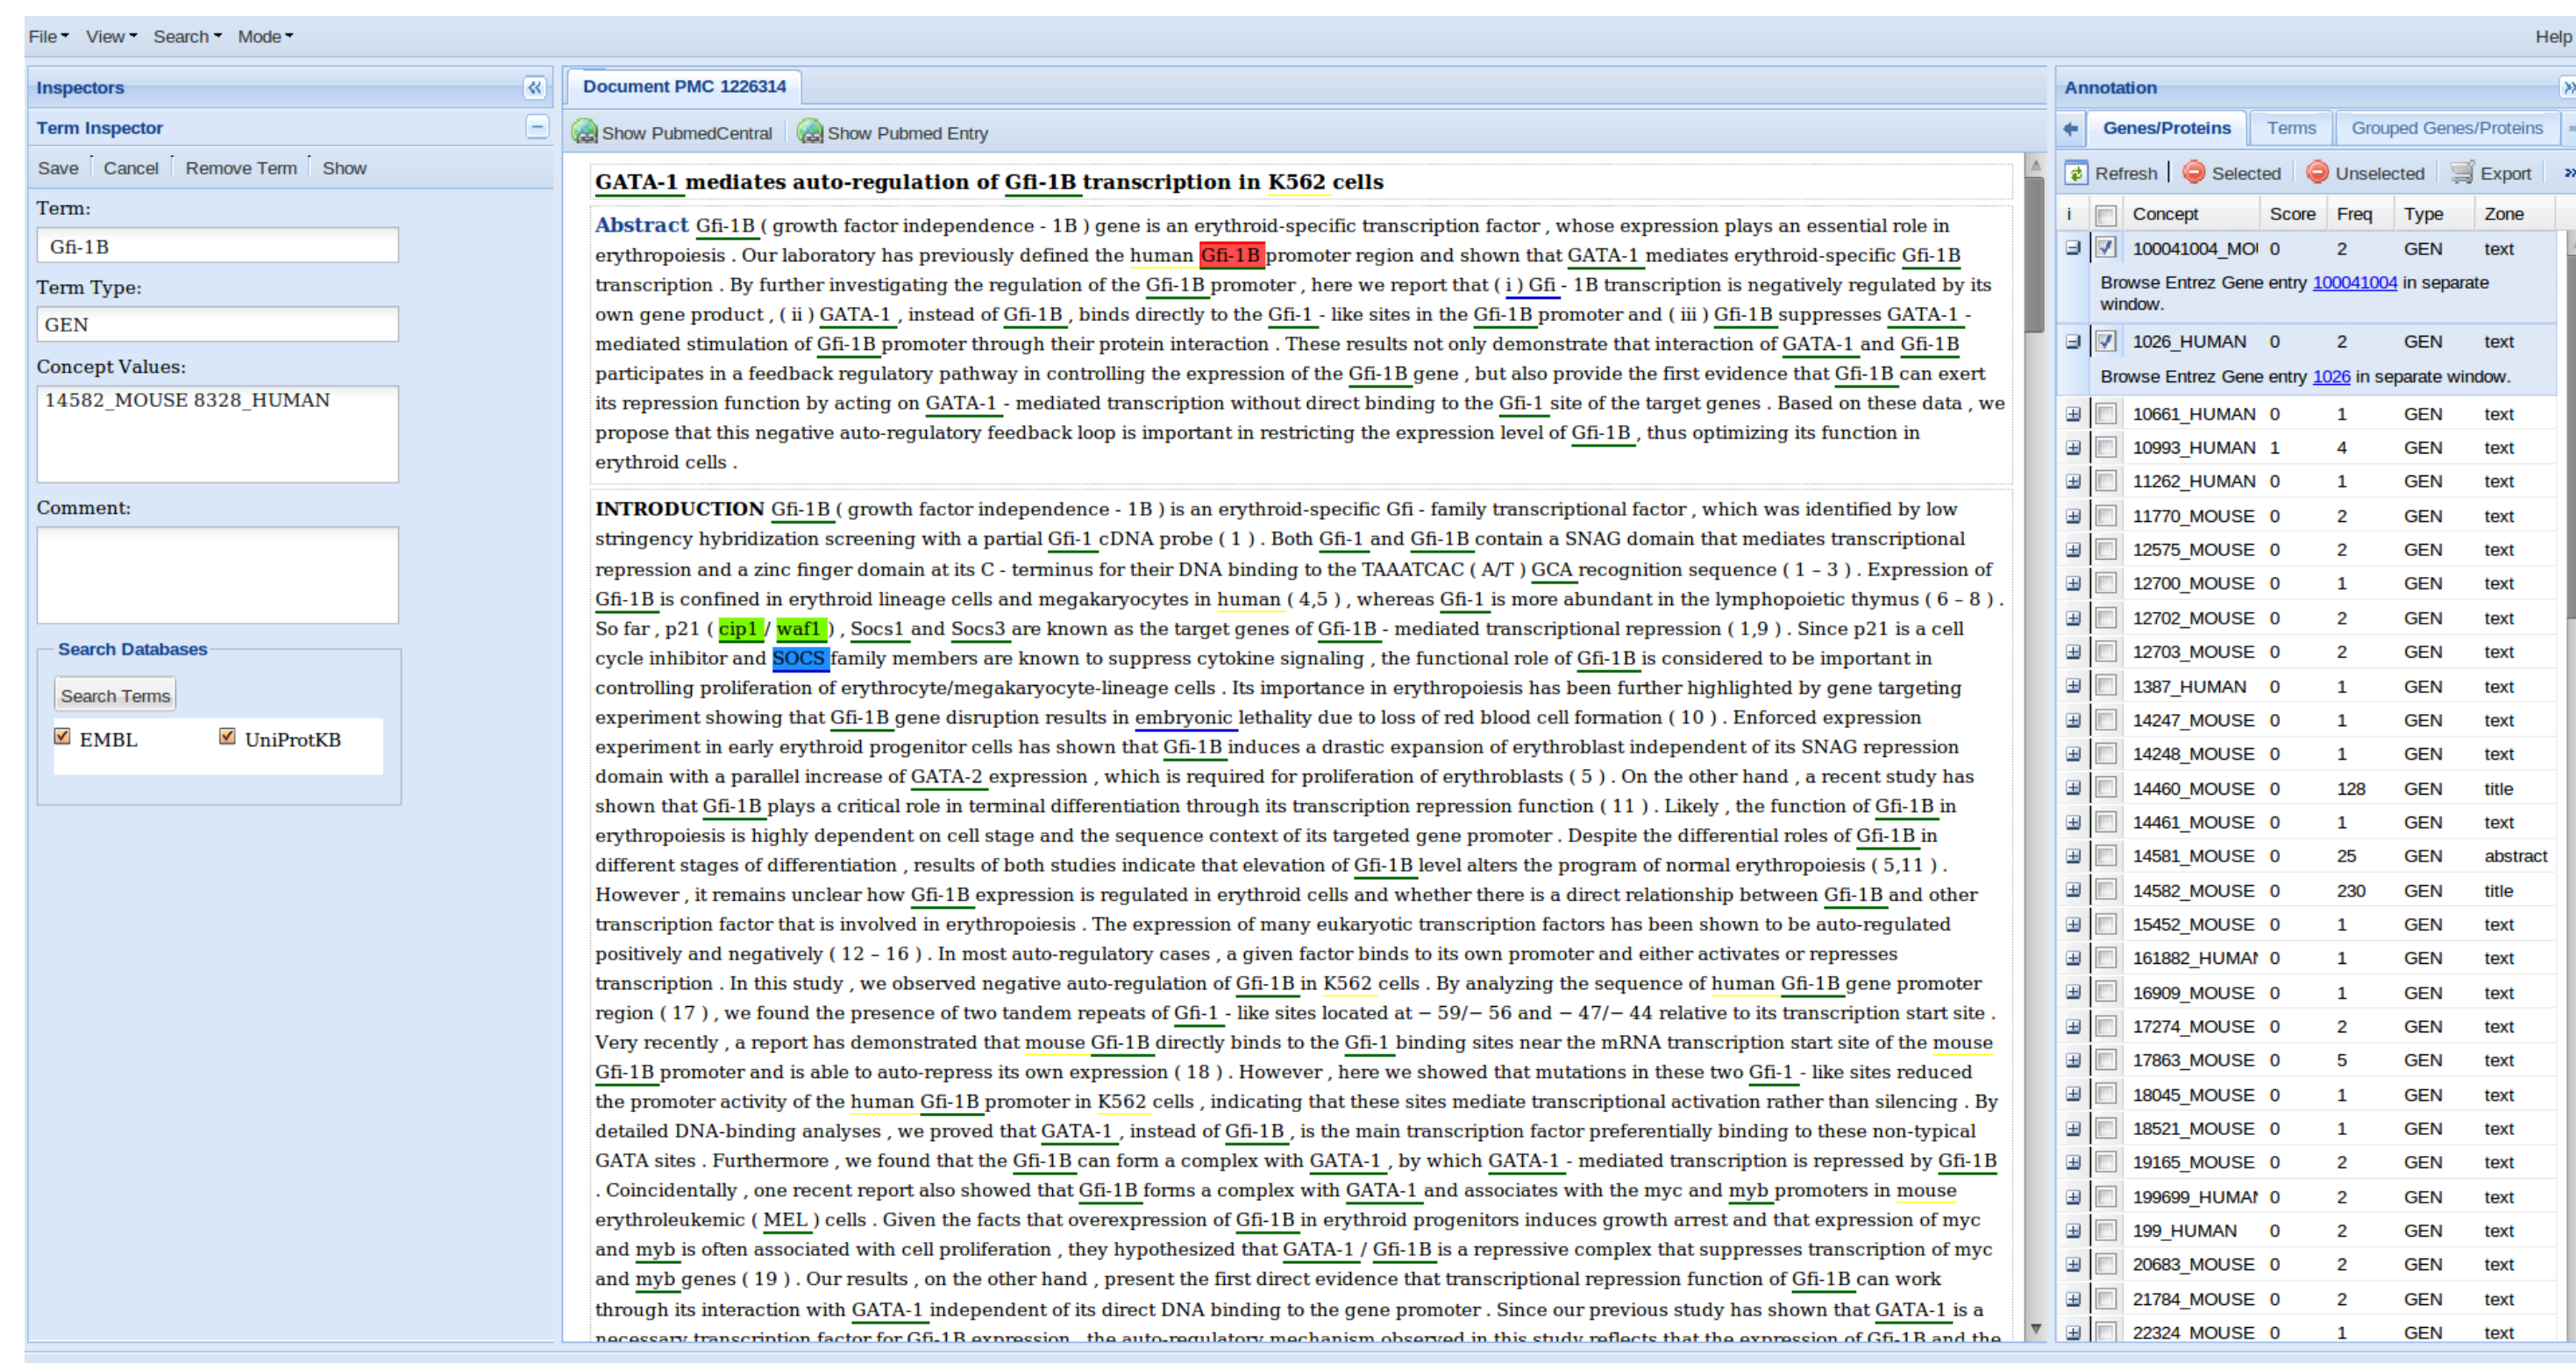 File View Search Mode Help
Inspectors
Term Inspector
Save Cancel Remove Term Show
Term:
Gfi-1B
Term Type:
GEN
Concept Values:
14582_MOUSE 8328_HUMAN
Comment:
Search Databases
Search Terms
EMBL UniProtKB
Document PMC 1226314
Show PubmedCentral Show Pubmed Entry
GATA-1 mediates auto-regulation of Gfi-1B transcription in K562 cells
Abstract Gfi-1B ( growth factor independence - 1B ) gene is an erythroid-specific transcription factor , whose expression plays an essential role in
erythropoiesis . Our laboratory has previously defined the human Gfi-1B promoter region and shown that GATA-1 mediates erythroid-specific Gfi-1B
transcription . By further investigating the regulation of the Gfi-1B promoter , here we report that ( i ) Gfi - 1B transcription is negatively regulated by its
own gene product , ( ii ) GATA-1 , instead of Gfi-1B , binds directly to the Gfi-1 - like sites in the Gfi-1B promoter and ( iii ) Gfi-1B suppresses GATA-1 -
mediated stimulation of Gfi-1B promoter through their protein interaction . These results not only demonstrate that interaction of GATA-1 and Gfi-1B
participates in a feedback regulatory pathway in controlling the expression of the Gfi-1B gene , but also provide the first evidence that Gfi-1B can exert
its repression function by acting on GATA-1 - mediated transcription without direct binding to the Gfi-1 site of the target genes . Based on these data , we
propose that this negative auto-regulatory feedback loop is important in restricting the expression level of Gfi-1B , thus optimizing its function in
erythroid cells .
INTRODUCTION Gfi-1B ( growth factor independence - 1B ) is an erythroid-specific Gfi - family transcriptional factor , which was identified by low
stringency hybridization screening with a partial Gfi-1 cDNA probe ( 1 ) . Both Gfi-1 and Gfi-1B contain a SNAG domain that mediates transcriptional
repression and a zinc finger domain at its C - terminus for their DNA binding to the TAAATCAC ( A/T ) GCA recognition sequence ( 1 – 3 ) . Expression of
Gfi-1B is confined in erythroid lineage cells and megakaryocytes in human ( 4,5 ) , whereas Gfi-1 is more abundant in the lymphopoietic thymus ( 6 – 8 ) .
So far , p21 ( cip1 / waf1 ) , Socs1 and Socs3 are known as the target genes of Gfi-1B - mediated transcriptional repression ( 1,9 ) . Since p21 is a cell
cycle inhibitor and SOCS family members are known to suppress cytokine signaling , the functional role of Gfi-1B is considered to be important in
controlling proliferation of erythrocyte/megakaryocyte-lineage cells . Its importance in erythropoiesis has been further highlighted by gene targeting
experiment showing that Gfi-1B gene disruption results in embryonic lethality due to loss of red blood cell formation ( 10 ) . Enforced expression
experiment in early erythroid progenitor cells has shown that Gfi-1B induces a drastic expansion of erythroblast independent of its SNAG repression
domain with a parallel increase of GATA-2 expression , which is required for proliferation of erythroblasts ( 5 ) . On the other hand , a recent study has
shown that Gfi-1B plays a critical role in terminal differentiation through its transcription repression function ( 11 ) . Likely , the function of Gfi-1B in
erythropoiesis is highly dependent on cell stage and the sequence context of its targeted gene promoter . Despite the differential roles of Gfi-1B in
different stages of differentiation , results of both studies indicate that elevation of Gfi-1B level alters the program of normal erythropoiesis ( 5,11 ) .
However , it remains unclear how Gfi-1B expression is regulated in erythroid cells and whether there is a direct relationship between Gfi-1B and other
transcription factor that is involved in erythropoiesis . The expression of many eukaryotic transcription factors has been shown to be auto-regulated
positively and negatively ( 12 – 16 ) . In most auto-regulatory cases , a given factor binds to its own promoter and either activates or represses
transcription . In this study , we observed negative auto-regulation of Gfi-1B in K562 cells . By analyzing the sequence of human Gfi-1B gene promoter
region ( 17 ) , we found the presence of two tandem repeats of Gfi-1 - like sites located at − 59/− 56 and − 47/− 44 relative to its transcription start site .
Very recently , a report has demonstrated that mouse Gfi-1B directly binds to the Gfi-1 binding sites near the mRNA transcription start site of the mouse
Gfi-1B promoter and is able to auto-repress its own expression ( 18 ) . However , here we showed that mutations in these two Gfi-1 - like sites reduced
the promoter activity of the human Gfi-1B promoter in K562 cells , indicating that these sites mediate transcriptional activation rather than silencing . By
detailed DNA-binding analyses , we proved that GATA-1 , instead of Gfi-1B , is the main transcription factor preferentially binding to these non-typical
GATA sites . Furthermore , we found that the Gfi-1B can form a complex with GATA-1 , by which GATA-1 - mediated transcription is repressed by Gfi-1B
. Coincidentally , one recent report also showed that Gfi-1B forms a complex with GATA-1 and associates with the myc and myb promoters in mouse
erythroleukemic ( MEL ) cells . Given the facts that overexpression of Gfi-1B in erythroid progenitors induces growth arrest and that expression of myc
and myb is often associated with cell proliferation , they hypothesized that GATA-1 / Gfi-1B is a repressive complex that suppresses transcription of myc
and myb genes ( 19 ) . Our results , on the other hand , present the first direct evidence that transcriptional repression function of Gfi-1B can work
through its interaction with GATA-1 independent of its direct DNA binding to the gene promoter . Since our previous study has shown that GATA-1 is a
necessary transcription factor for Gfi-1B expression , the auto-regulatory mechanism observed in this study reflects that the expression of Gfi-1B and the
Annotation
Genes/Proteins Terms Grouped Genes/Proteins
Refresh Selected Unselected Export
i Concept Score Freq Type Zone
100041004_MOU 0 2 GEN text
Browse Entrez Gene entry 100041004 in separate
window.
1026_HUMAN 0 2 GEN text
Browse Entrez Gene entry 1026 in separate window.
10661_HUMAN 0 1 GEN text
10993_HUMAN 1 4 GEN text
11262_HUMAN 0 1 GEN text
11770_MOUSE 0 2 GEN text
12575_MOUSE 0 2 GEN text
12700_MOUSE 0 1 GEN text
12702_MOUSE 0 2 GEN text
12703_MOUSE 0 2 GEN text
1387_HUMAN 0 1 GEN text
14247_MOUSE 0 1 GEN text
14248_MOUSE 0 1 GEN text
14460_MOUSE 0 128 GEN title
14461_MOUSE 0 1 GEN text
14581_MOUSE 0 25 GEN abstract
14582_MOUSE 0 230 GEN title
15452_MOUSE 0 1 GEN text
161882_HUMAN 0 1 GEN text
16909_MOUSE 0 1 GEN text
17274_MOUSE 0 2 GEN text
17863_MOUSE 0 5 GEN text
18045_MOUSE 0 1 GEN text
18521_MOUSE 0 1 GEN text
19165_MOUSE 0 2 GEN text
199699_HUMAN 0 2 GEN text
199_HUMAN 0 2 GEN text
20683_MOUSE 0 2 GEN text
21784_MOUSE 0 2 GEN text
22324_MOUSE 0 1 GEN text